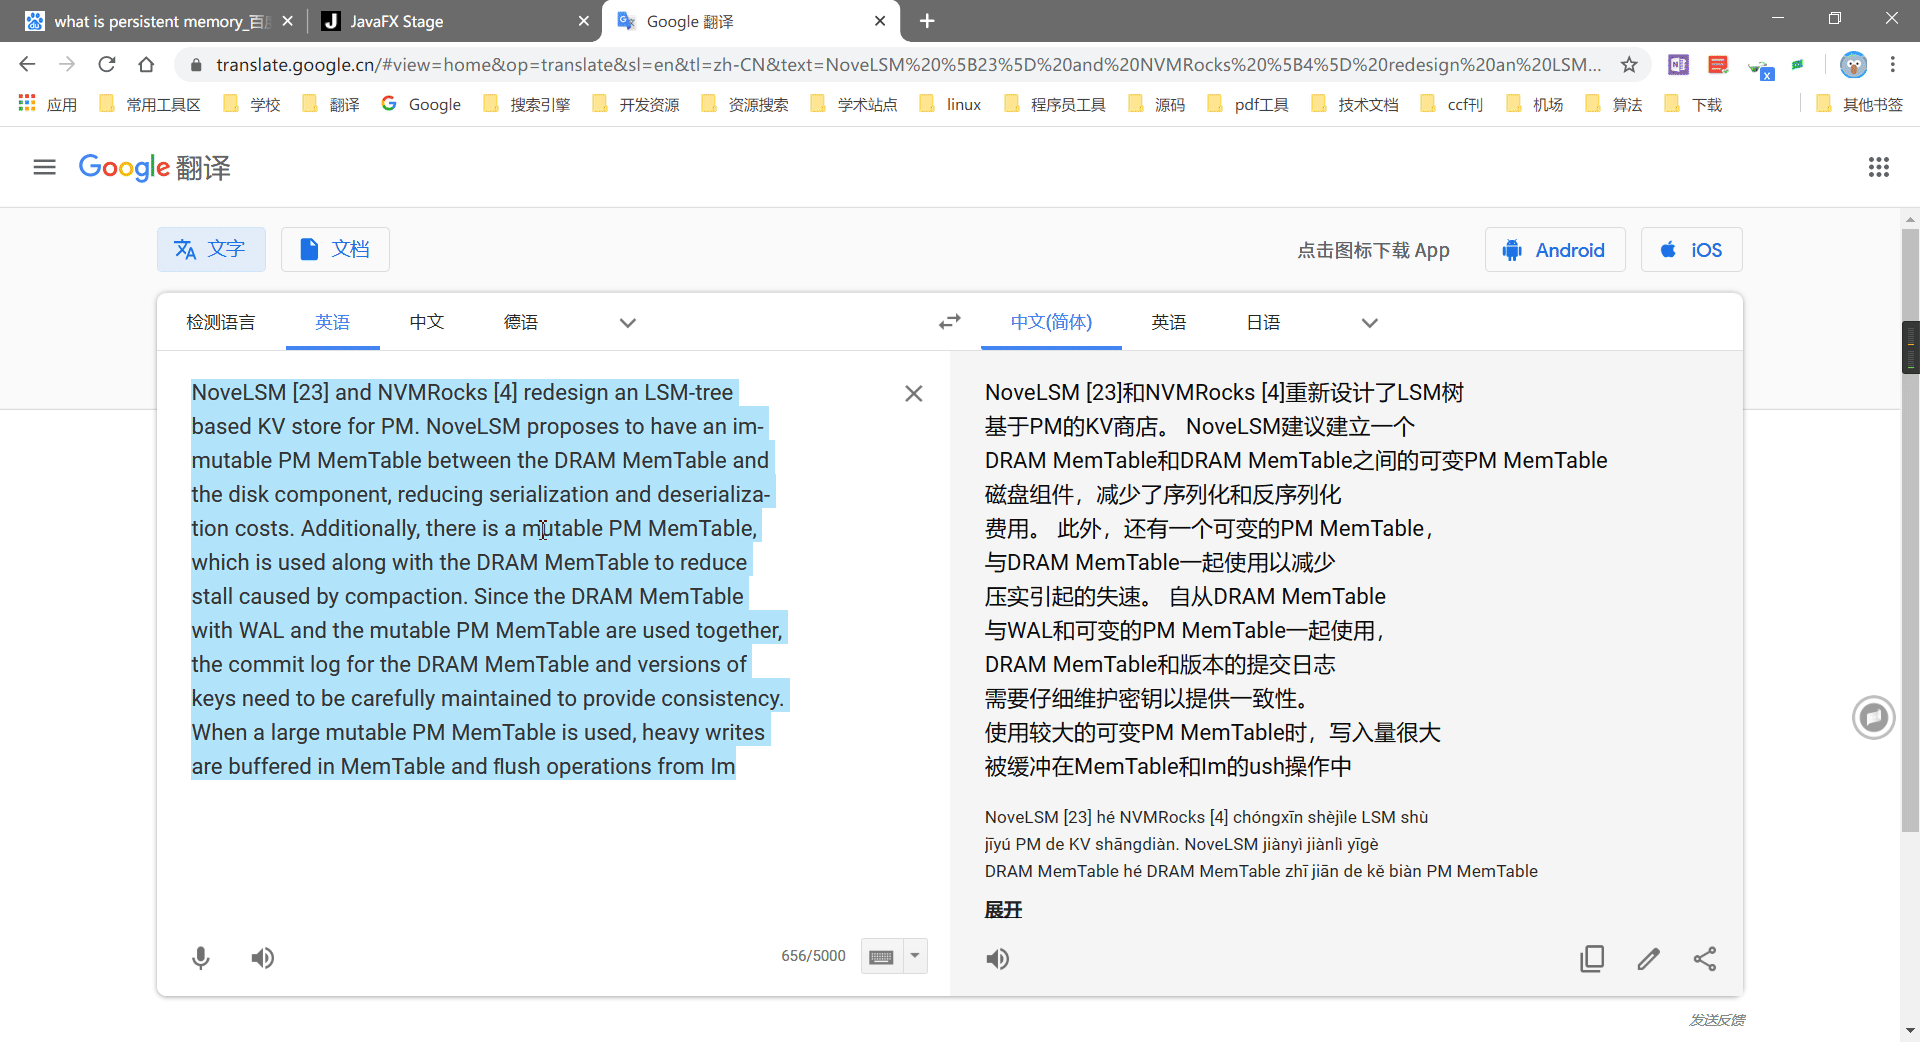 what is persistent memory_百
JavaFX Stage
Google 翻译
translate.google.cn/#view=home&op=translate&sl=en&tl=zh-CN&text=NoveLSM%20%5B23%5D%20and%20NVMRocks%20%5B4%5D%20redesign%20an%20LSM...
应用 常用工具区 学校 翻译 Google 搜索引擎 开发资源 资源搜索 学术站点 linux 程序员工具 源码 pdf工具 技术文档 ccf刊 机场 算法 下载 其他书签
Google 翻译
文字 文档 点击图标下载 App Android iOS
检测语言 英语 中文 德语 中文(简体) 英语 日语
NoveLSM [23] and NVMRocks [4] redesign an LSM-tree
based KV store for PM. NoveLSM proposes to have an im-
mutable PM MemTable between the DRAM MemTable and
the disk component, reducing serialization and deserializa-
tion costs. Additionally, there is a mutable PM MemTable,
which is used along with the DRAM MemTable to reduce
stall caused by compaction. Since the DRAM MemTable
with WAL and the mutable PM MemTable are used together,
the commit log for the DRAM MemTable and versions of
keys need to be carefully maintained to provide consistency.
When a large mutable PM MemTable is used, heavy writes
are buffered in MemTable and flush operations from Im
656/5000
NoveLSM [23]和NVMRocks [4]重新设计了LSM树
基于PM的KV商店。 NoveLSM建议建立一个
DRAM MemTable和DRAM MemTable之间的可变PM MemTable
磁盘组件，减少了序列化和反序列化
费用。 此外，还有一个可变的PM MemTable，
与DRAM MemTable一起使用以减少
压实引起的失速。 自从DRAM MemTable
与WAL和可变的PM MemTable一起使用，
DRAM MemTable和版本的提交日志
需要仔细维护密钥以提供一致性。
使用较大的可变PM MemTable时，写入量很大
被缓冲在MemTable和Im的ush操作中
NoveLSM [23] hé NVMRocks [4] chóngxīn shèjìle LSM shù
jīyú PM de KV shāngdiàn. NoveLSM jiànyì jiànlì yīgè
DRAM MemTable hé DRAM MemTable zhī jiān de kě biàn PM MemTable
展开
发送反馈